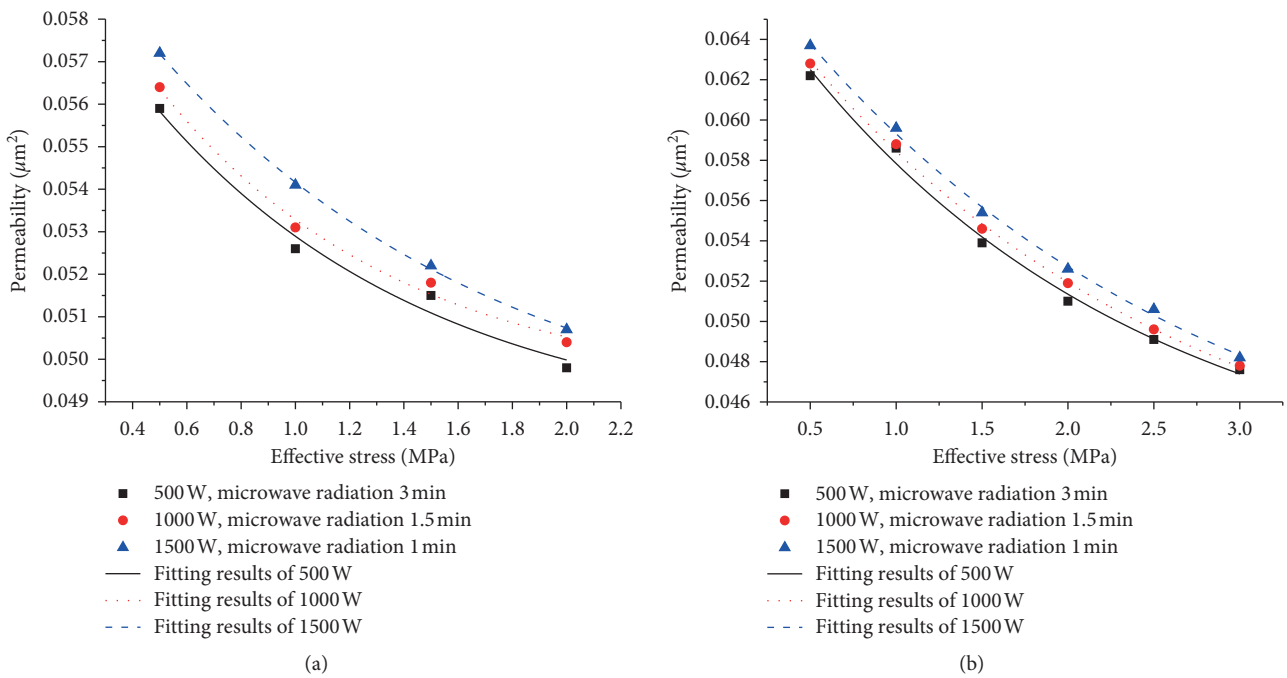 0.058
0.057
0.056
0.055
0.054
0.053
0.052
0.051
0.050
0.049
Permeability (μm²)
0.4 0.6 0.8 1.0 1.2 1.4 1.6 1.8 2.0 2.2
Effective stress (MPa)
500 W, microwave radiation 3 min
1000 W, microwave radiation 1.5 min
1500 W, microwave radiation 1 min
Fitting results of 500 W
Fitting results of 1000 W
Fitting results of 1500 W
(a)
0.064
0.062
0.060
0.058
0.056
0.054
0.052
0.050
0.048
0.046
Permeability (μm²)
0.5 1.0 1.5 2.0 2.5 3.0
Effective stress (MPa)
500 W, microwave radiation 3 min
1000 W, microwave radiation 1.5 min
1500 W, microwave radiation 1 min
Fitting results of 500 W
Fitting results of 1000 W
Fitting results of 1500 W
(b)